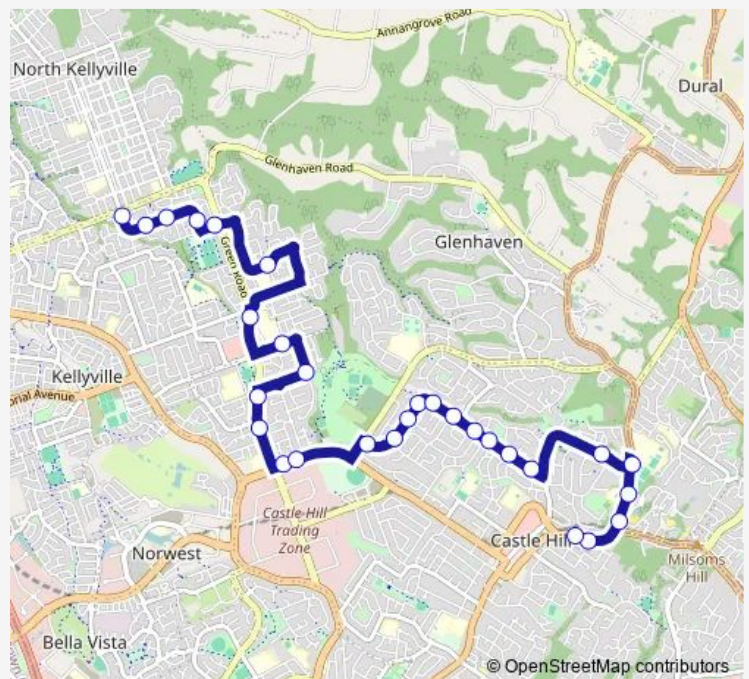 Annangrove Road
North Kellyville
Dural
Glenhaven Road
Glenhaven
Green Road
Kellyville
orial Avenue
Castle Hill
Trading
Zone
Castle Hill
Norwest
Milsoms
Hill
Bella Vista
© OpenStreetMap contributors